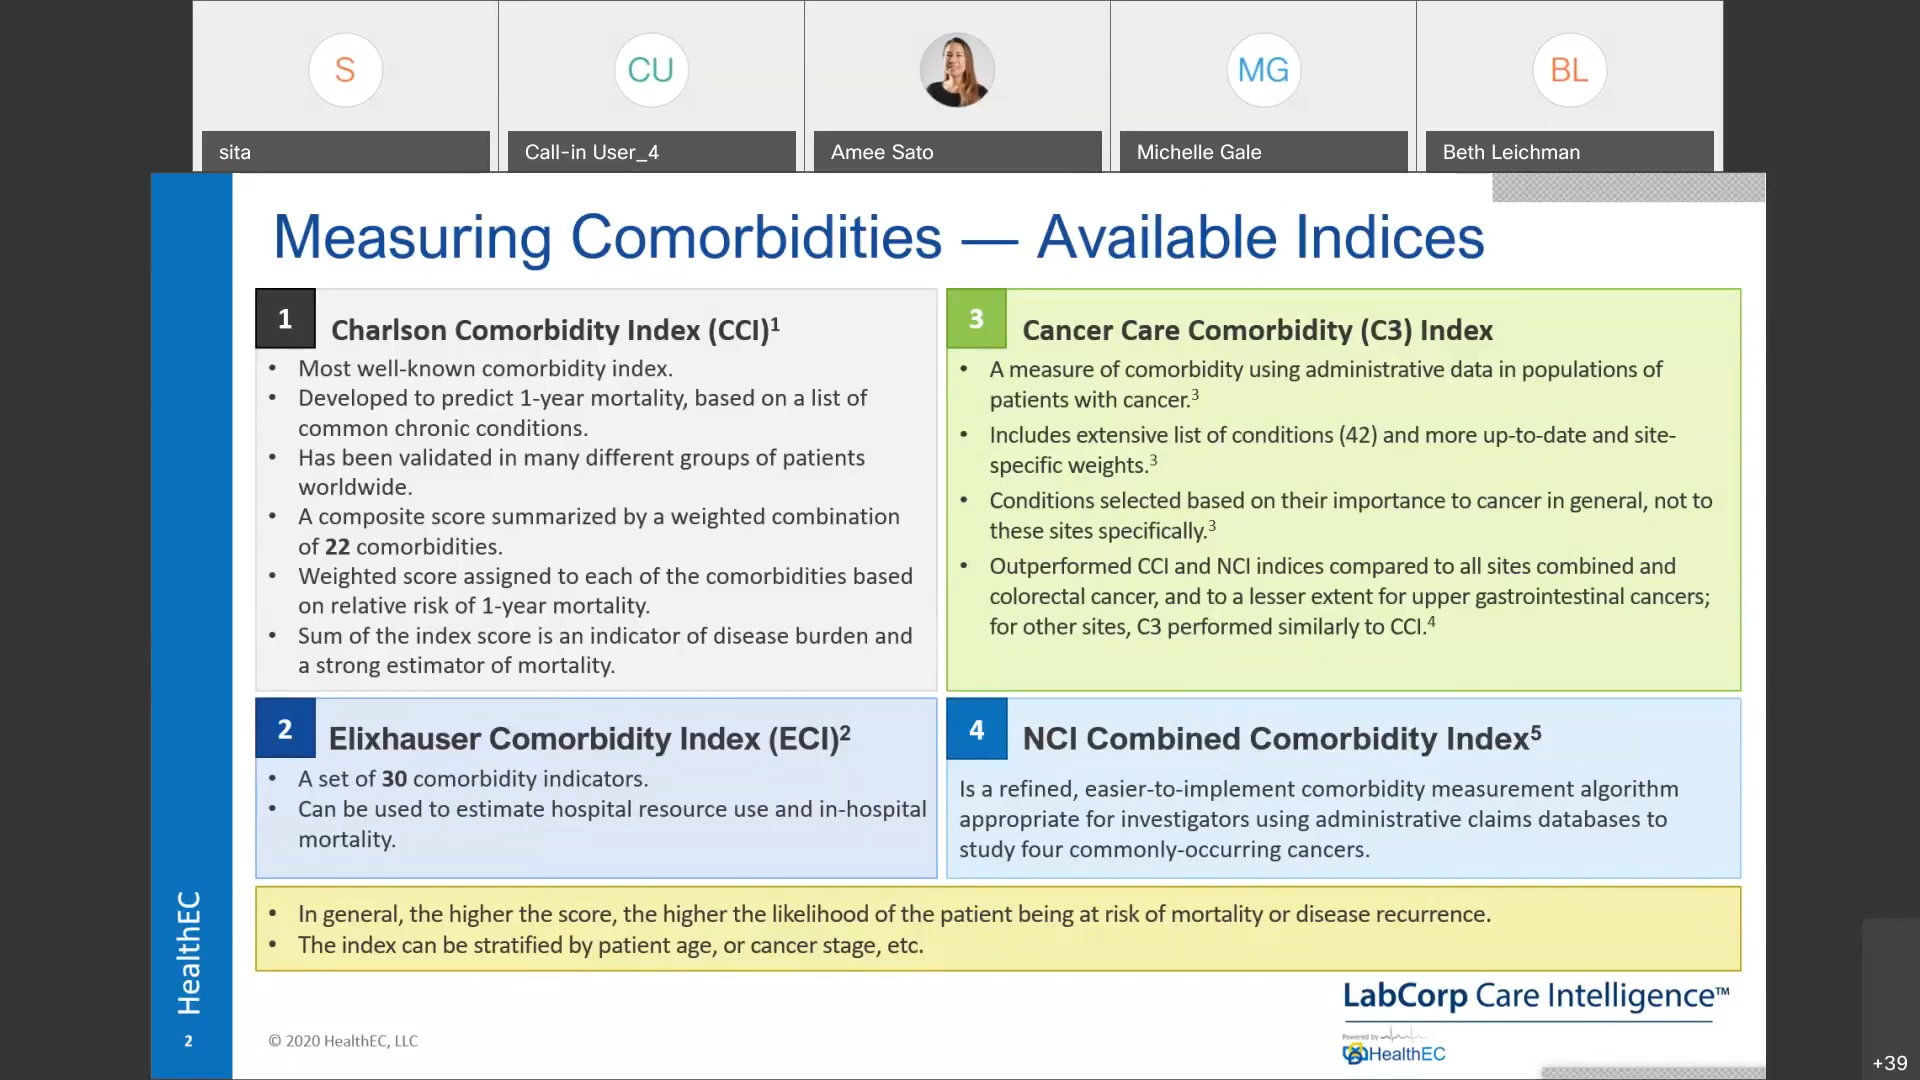 S
CU
MG
BL
sita
Call-in User_4
Amee Sato
Michelle Gale
Beth Leichman
Measuring Comorbidities — Available Indices
1
Charlson Comorbidity Index (CCI)¹
• Most well-known comorbidity index.
• Developed to predict 1-year mortality, based on a list of
common chronic conditions.
• Has been validated in many different groups of patients
worldwide.
• A composite score summarized by a weighted combination
of 22 comorbidities.
• Weighted score assigned to each of the comorbidities based
on relative risk of 1-year mortality.
• Sum of the index score is an indicator of disease burden and
a strong estimator of mortality.
2
Elixhauser Comorbidity Index (ECI)²
• A set of 30 comorbidity indicators.
• Can be used to estimate hospital resource use and in-hospital
mortality.
3
Cancer Care Comorbidity (C3) Index
• A measure of comorbidity using administrative data in populations of
patients with cancer.³
• Includes extensive list of conditions (42) and more up-to-date and site-
specific weights.³
• Conditions selected based on their importance to cancer in general, not to
these sites specifically.³
• Outperformed CCI and NCI indices compared to all sites combined and
colorectal cancer, and to a lesser extent for upper gastrointestinal cancers;
for other sites, C3 performed similarly to CCI.⁴
4
NCI Combined Comorbidity Index⁵
Is a refined, easier-to-implement comorbidity measurement algorithm
appropriate for investigators using administrative claims databases to
study four commonly-occurring cancers.
• In general, the higher the score, the higher the likelihood of the patient being at risk of mortality or disease recurrence.
• The index can be stratified by patient age, or cancer stage, etc.
HealthEC
2
© 2020 HealthEC, LLC
LabCorp Care Intelligence™
Powered by
HealthEC
+39